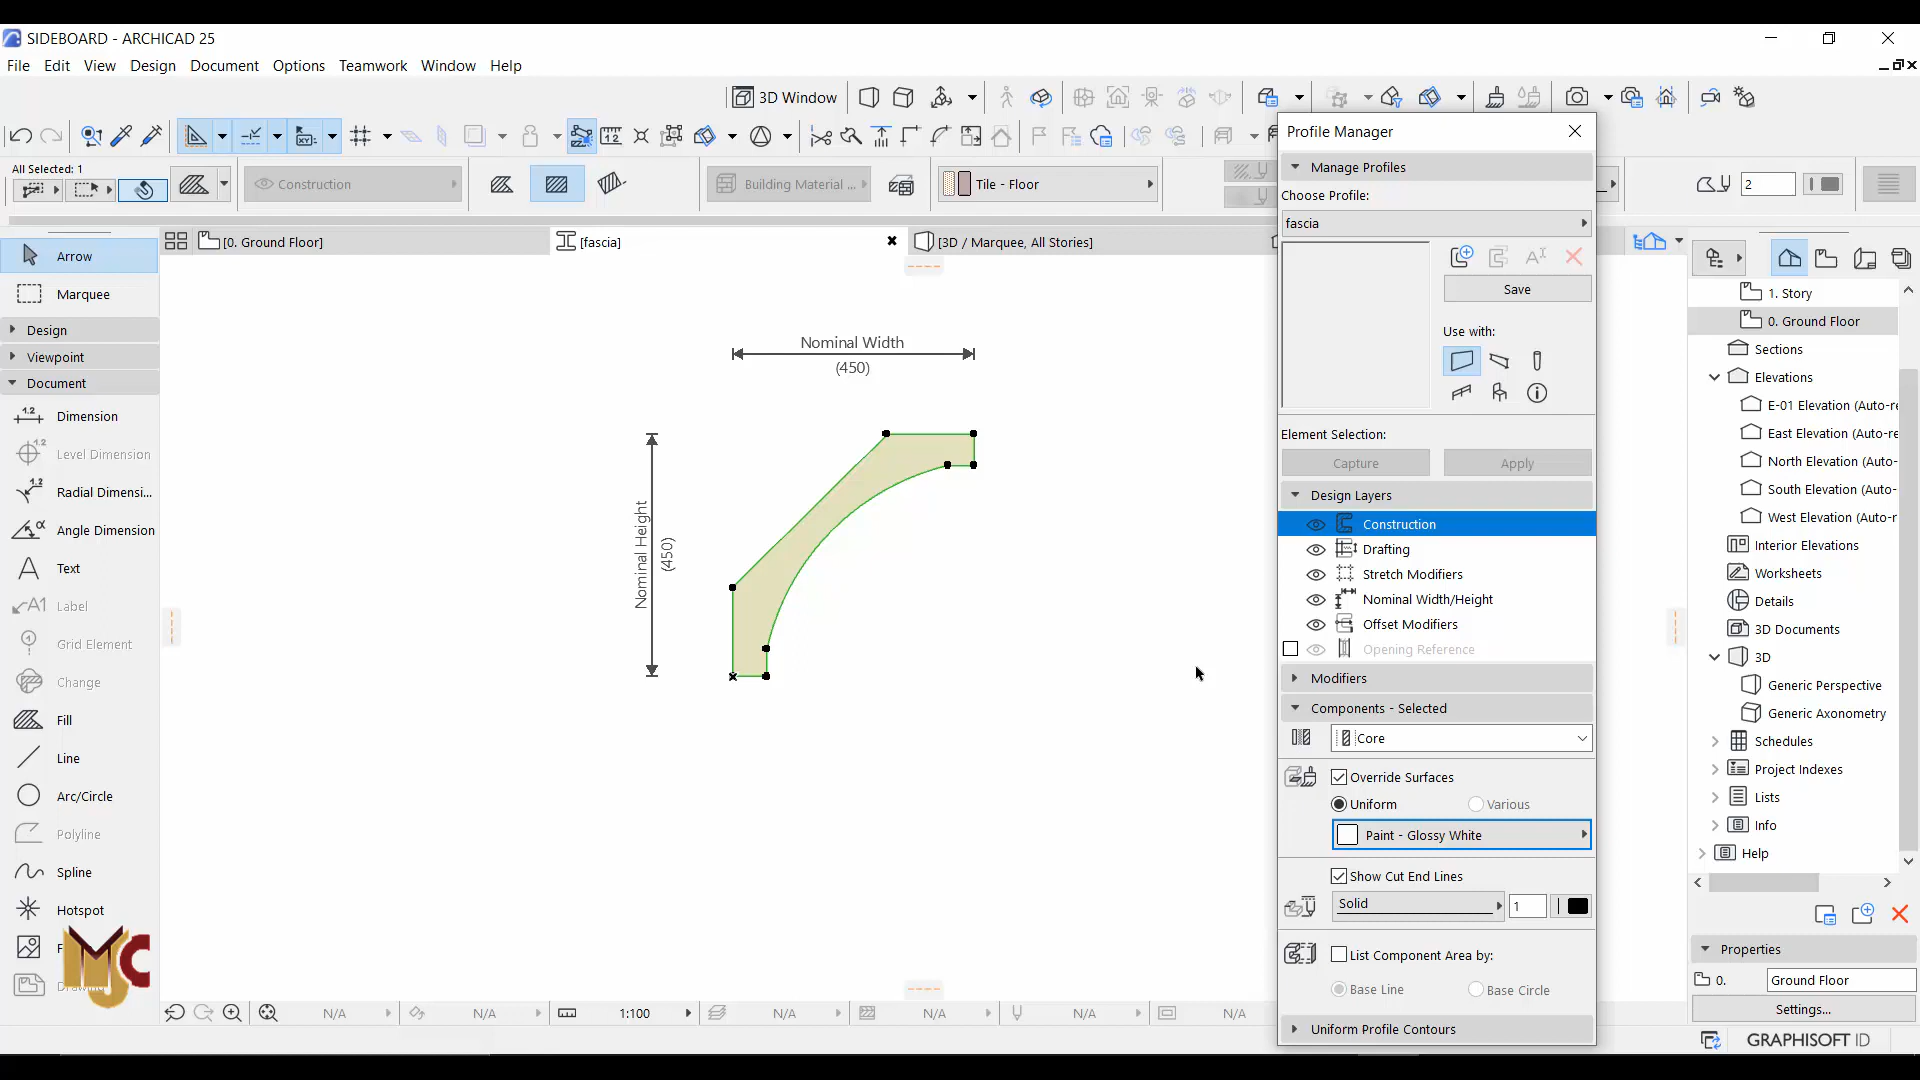 SIDEBOARD - ARCHICAD 25
File Edit View Design Document Options Teamwork Window Help
3D Window
Profile Manager
All Selected: 1
Construction
Building Material ...
Tile - Floor
2
Manage Profiles
Choose Profile:
fascia
[0. Ground Floor]
[fascia]
[3D / Marquee, All Stories]
Save
Use with:
Element Selection:
Capture
Apply
Design Layers
Construction
Drafting
Stretch Modifiers
Nominal Width/Height
Offset Modifiers
Opening Reference
Modifiers
Components - Selected
Core
Override Surfaces
Uniform
Various
Paint - Glossy White
Show Cut End Lines
Solid
1
List Component Area by:
Base Line
Base Circle
Uniform Profile Contours
Arrow
Marquee
Design
Viewpoint
Document
Dimension
Level Dimension
Radial Dimensi...
Angle Dimension
Text
Label
Grid Element
Change
Fill
Line
Arc/Circle
Polyline
Spline
Hotspot
MJC
Nominal Width
(450)
Nominal Height
(450)
N/A
N/A
1:100
N/A
N/A
N/A
N/A
1. Story
0. Ground Floor
Sections
Elevations
E-01 Elevation (Auto-re
East Elevation (Auto-re
North Elevation (Auto-
South Elevation (Auto-
West Elevation (Auto-r
Interior Elevations
Worksheets
Details
3D Documents
3D
Generic Perspective
Generic Axonometry
Schedules
Project Indexes
Lists
Info
Help
Properties
0.
Ground Floor
Settings...
GRAPHISOFT ID